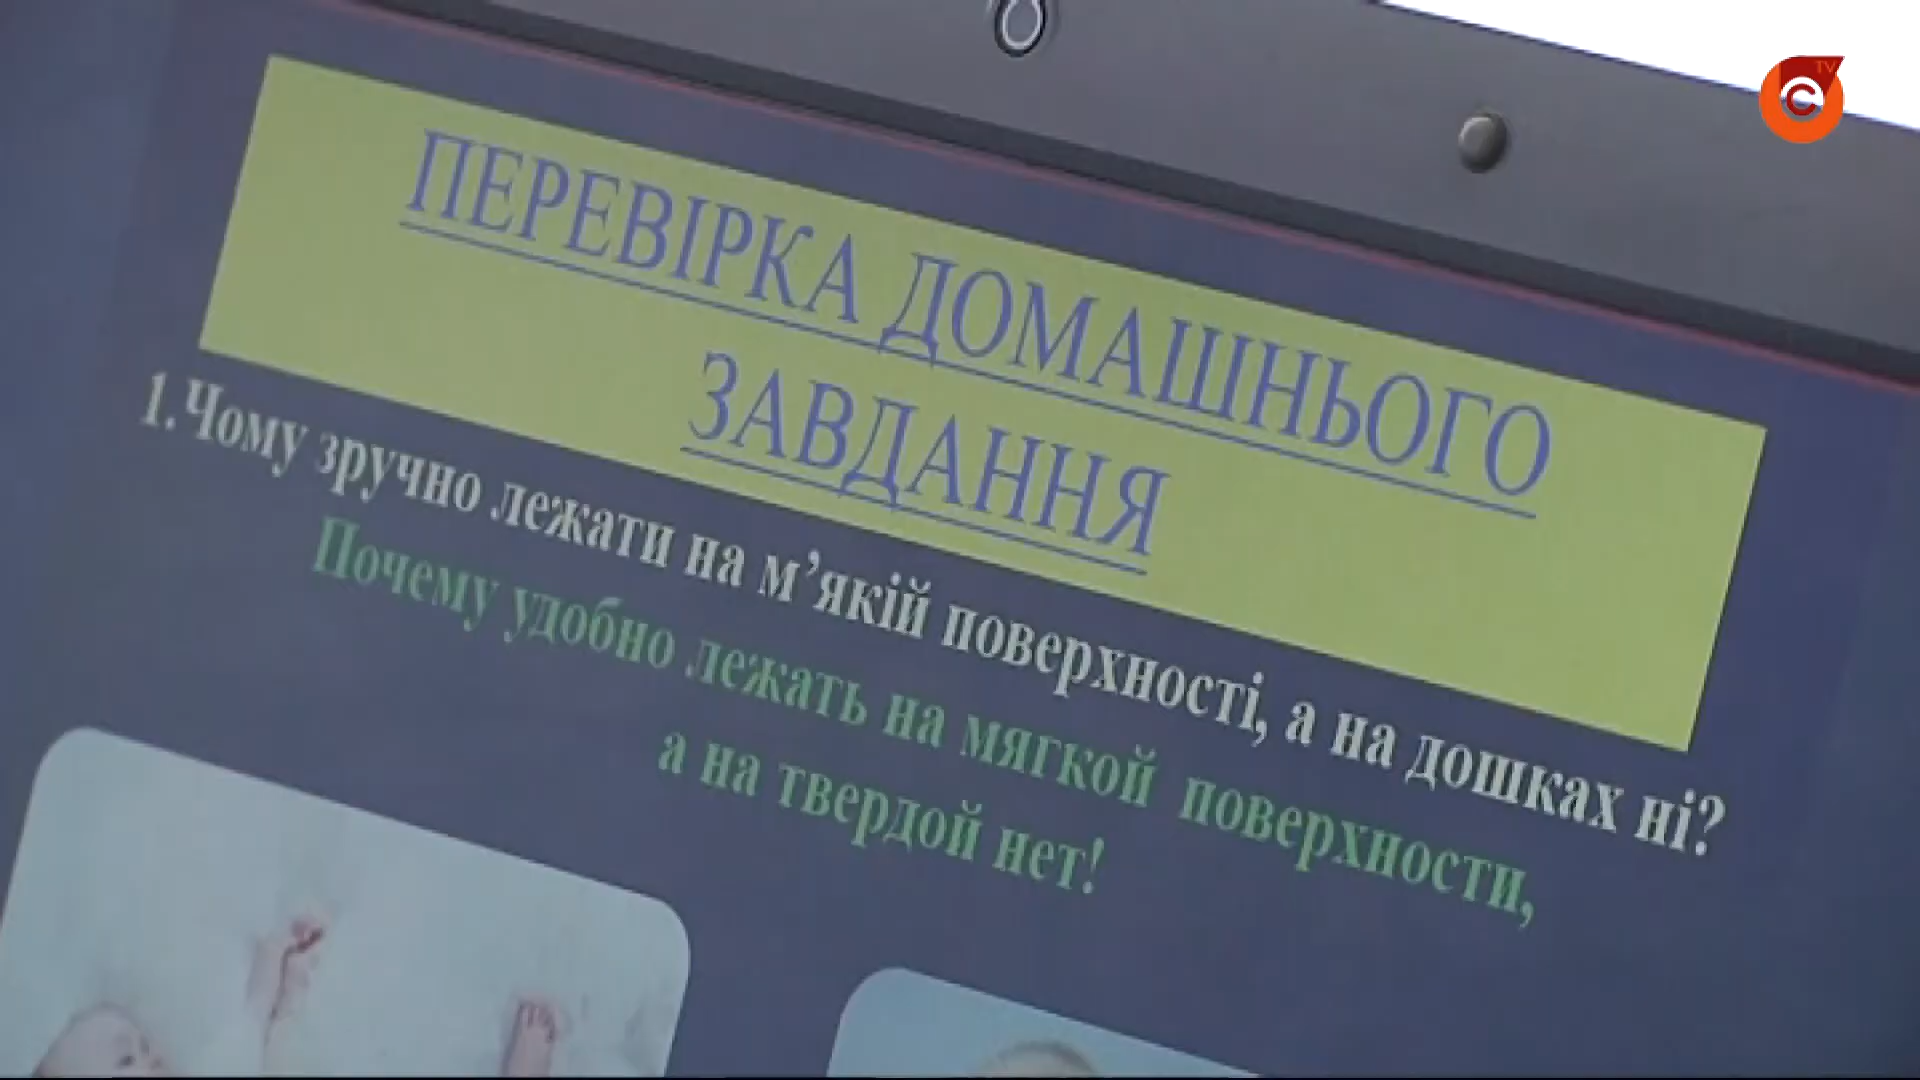 ПЕРЕВІРКА ДОМАШНЬОГО
ЗАВДАННЯ
1.Чому зручно лежати на м’якій поверхності, а на дошках ні?
Почему удобно лежать на мягкой поверхности,
а на твердой нет!
TV
C